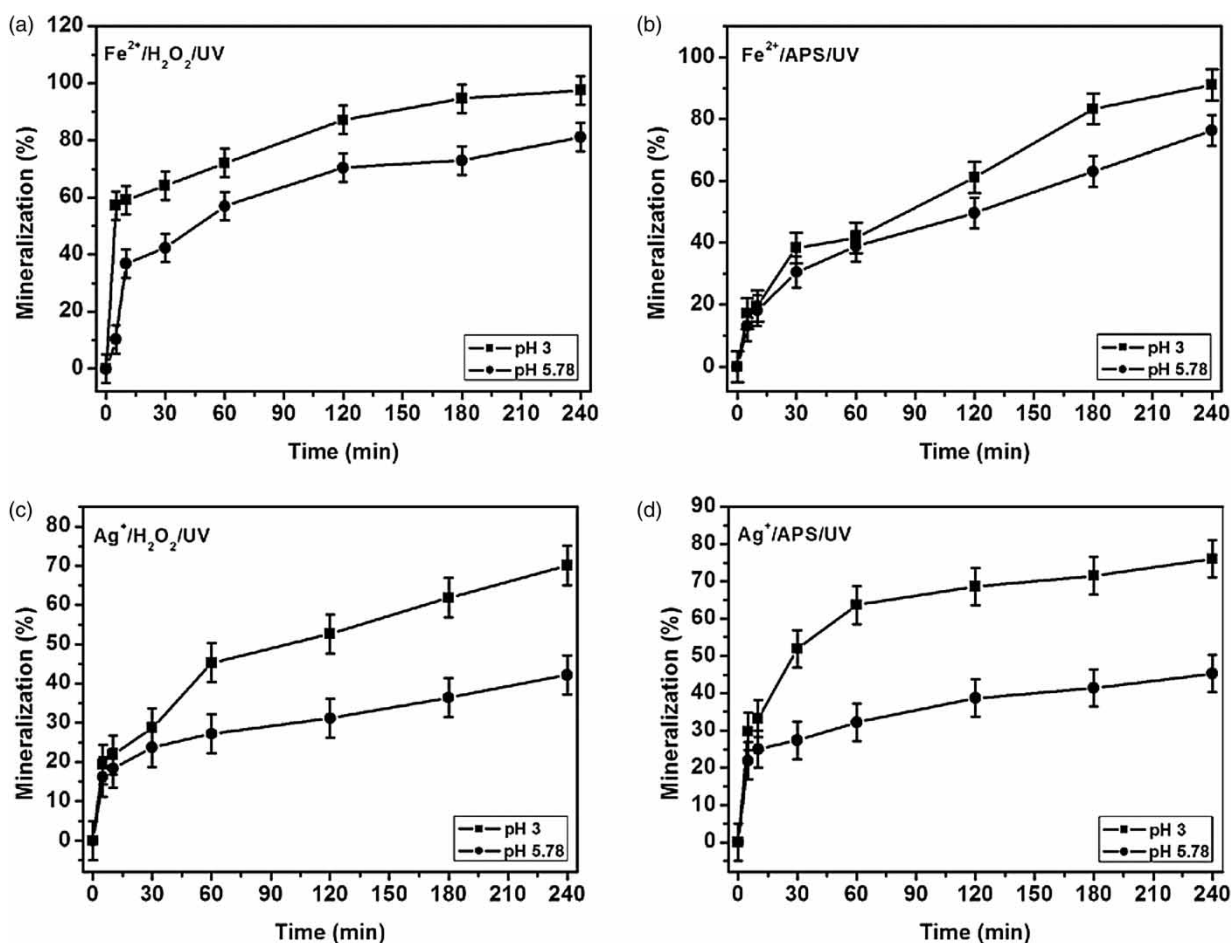 (a)
Fe²⁺/H₂O₂/UV
Mineralization (%)
120
100
80
60
40
20
0
pH 3
pH 5.78
0 30 60 90 120 150 180 210 240
Time (min)
(b)
Fe²⁺/APS/UV
Mineralization (%)
100
80
60
40
20
0
pH 3
pH 5.78
0 30 60 90 120 150 180 210 240
Time (min)
(c)
Ag⁺/H₂O₂/UV
Mineralization (%)
80
70
60
50
40
30
20
10
0
pH 3
pH 5.78
0 30 60 90 120 150 180 210 240
Time (min)
(d)
Ag⁺/APS/UV
Mineralization (%)
90
80
70
60
50
40
30
20
10
0
pH 3
pH 5.78
0 30 60 90 120 150 180 210 240
Time (min)